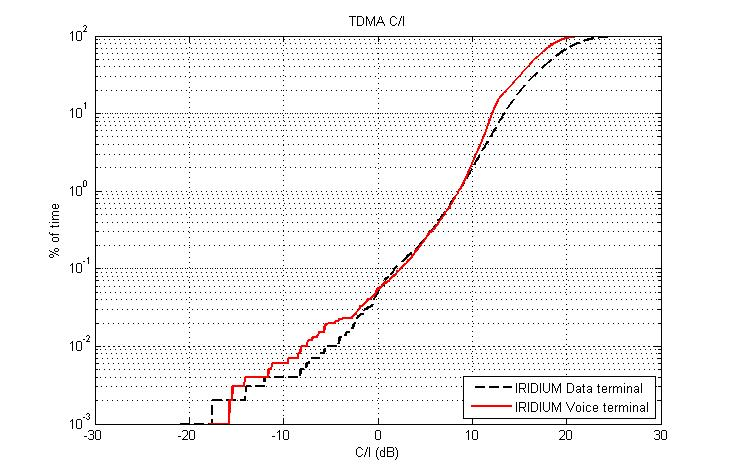 TDMA C/I
10^2
10^1
10^0
10^-1
10^-2
10^-3
% of time
-30
-20
-10
0
10
20
30
C/I (dB)
IRIDIUM Data terminal
IRIDIUM Voice terminal